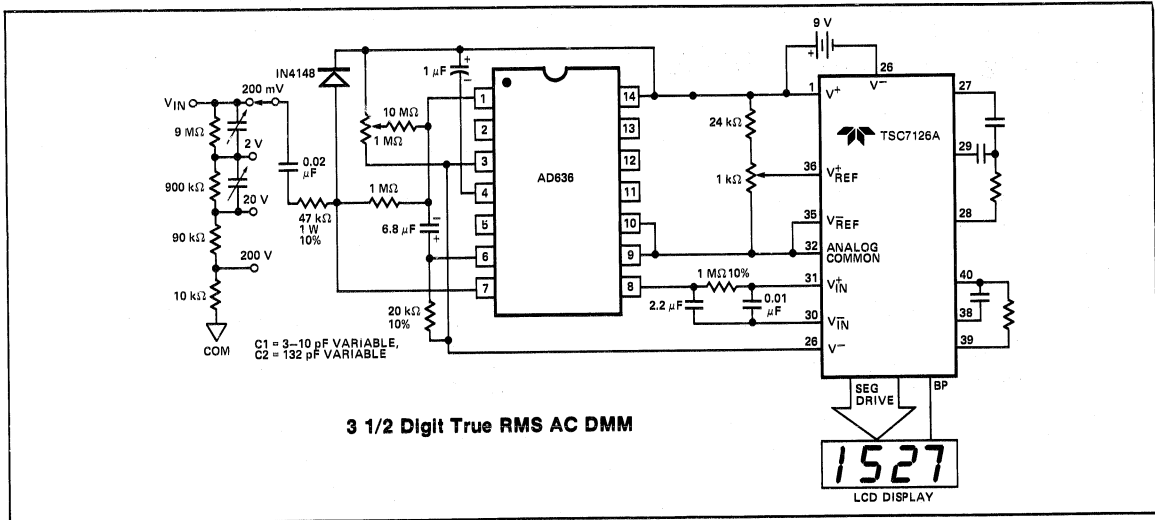 9 V
IN4148
1 µF
+
−
200 mV
V IN
9 MΩ
2 V
900 kΩ
20 V
90 kΩ
200 V
10 kΩ
COM
0.02
µF
47 kΩ
1 W
10%
10 MΩ
1 MΩ
1 MΩ
6.8 µF
−
+
20 kΩ
10%
C1 = 3–10 pF VARIABLE,
C2 = 132 pF VARIABLE
1
2
3
4
5
6
7
AD636
14
13
12
11
10
9
8
24 kΩ
1 kΩ
1 MΩ 10%
2.2 µF
0.01
µF
+
26
V−
1
V+
TSC7126A
36
V+ REF
35
V− REF
32
ANALOG
COMMON
31
V+ IN
30
V− IN
26
V−
27
29
28
40
38
39
SEG
DRIVE
BP
1527
LCD DISPLAY
3 1/2 Digit True RMS AC DMM